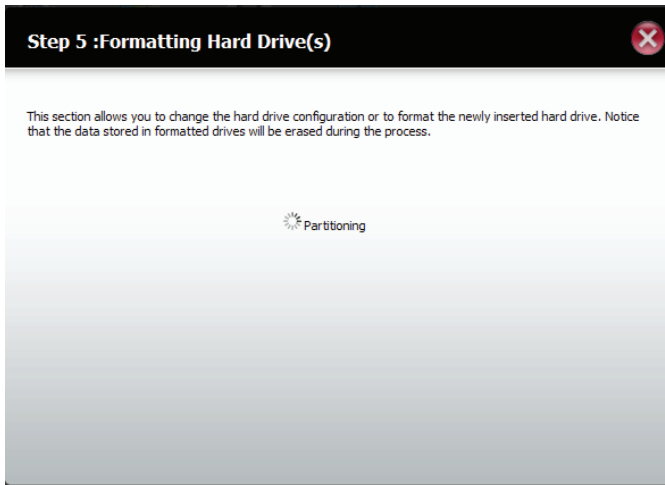 Step 5 :Formatting Hard Drive(s)
This section allows you to change the hard drive configuration or to format the newly inserted hard drive. Notice
that the data stored in formatted drives will be erased during the process.
Partitioning